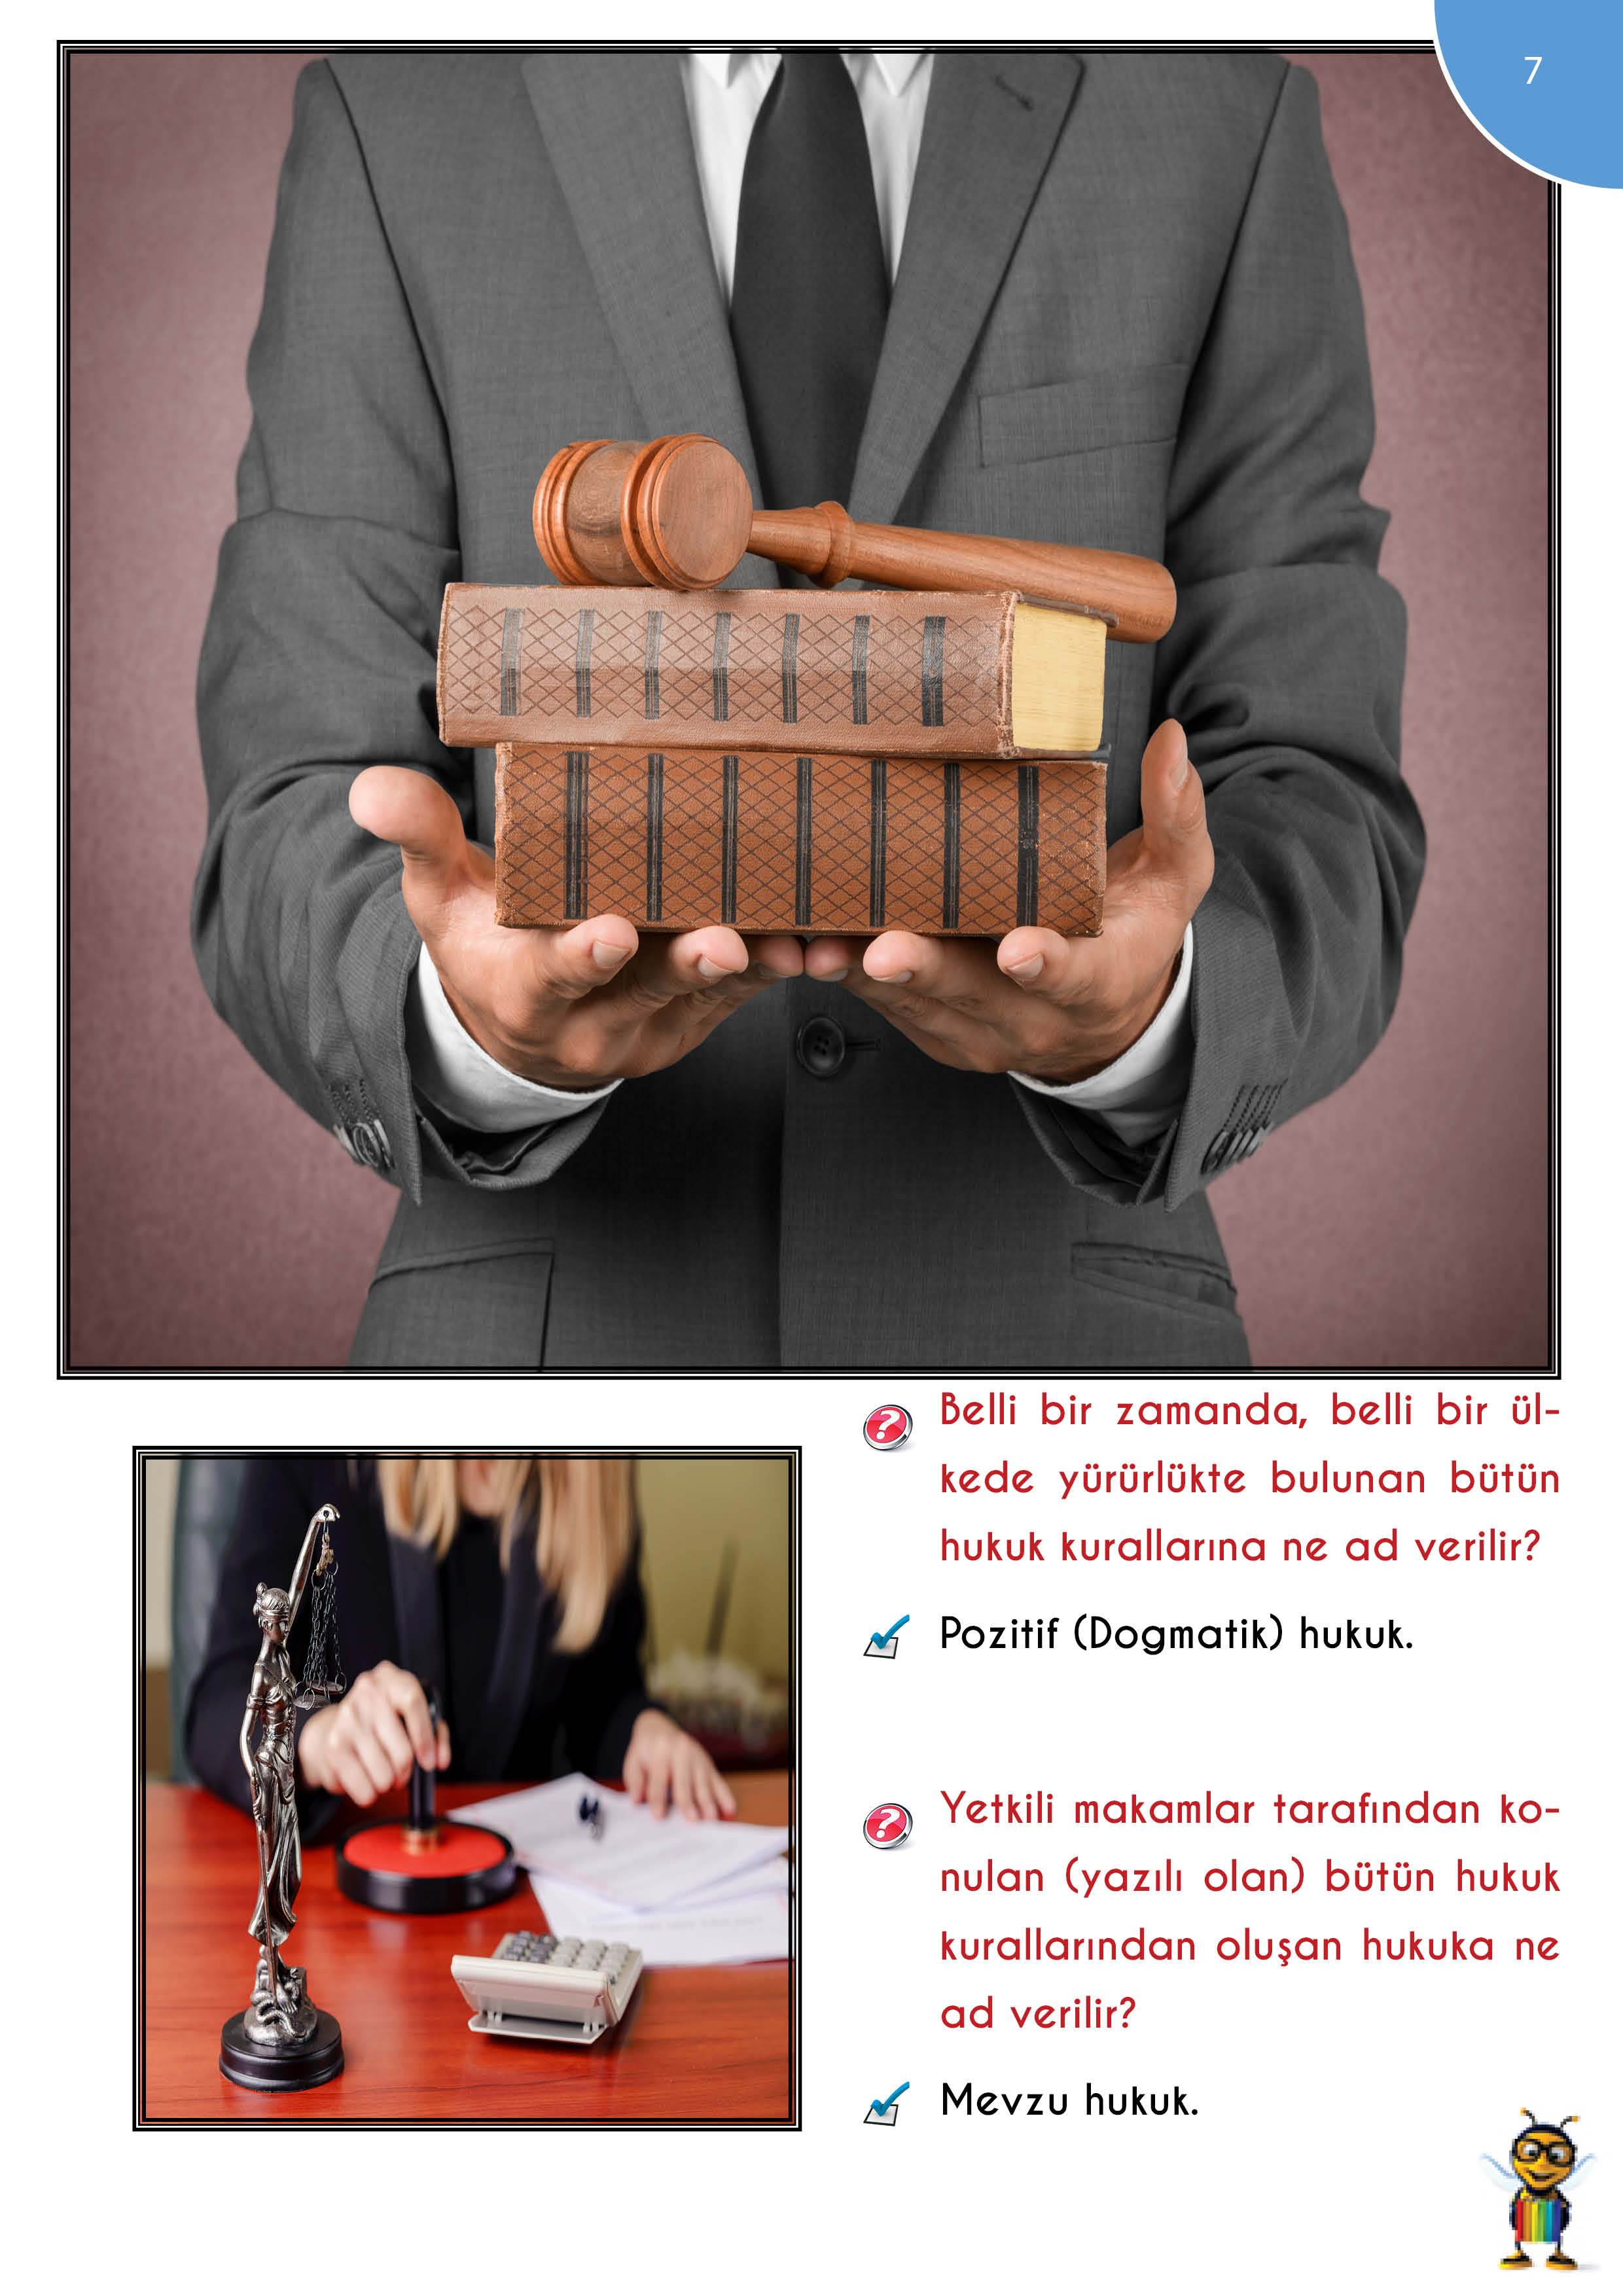 7
Belli bir zamanda, belli bir ül-
kede yürürlükte bulunan bütün
hukuk kurallarına ne ad verilir?
Pozitif (Dogmatik) hukuk.
Yetkili makamlar tarafından ko-
nulan (yazılı olan) bütün hukuk
kurallarından oluşan hukuka ne
ad verilir?
Mevzu hukuk.